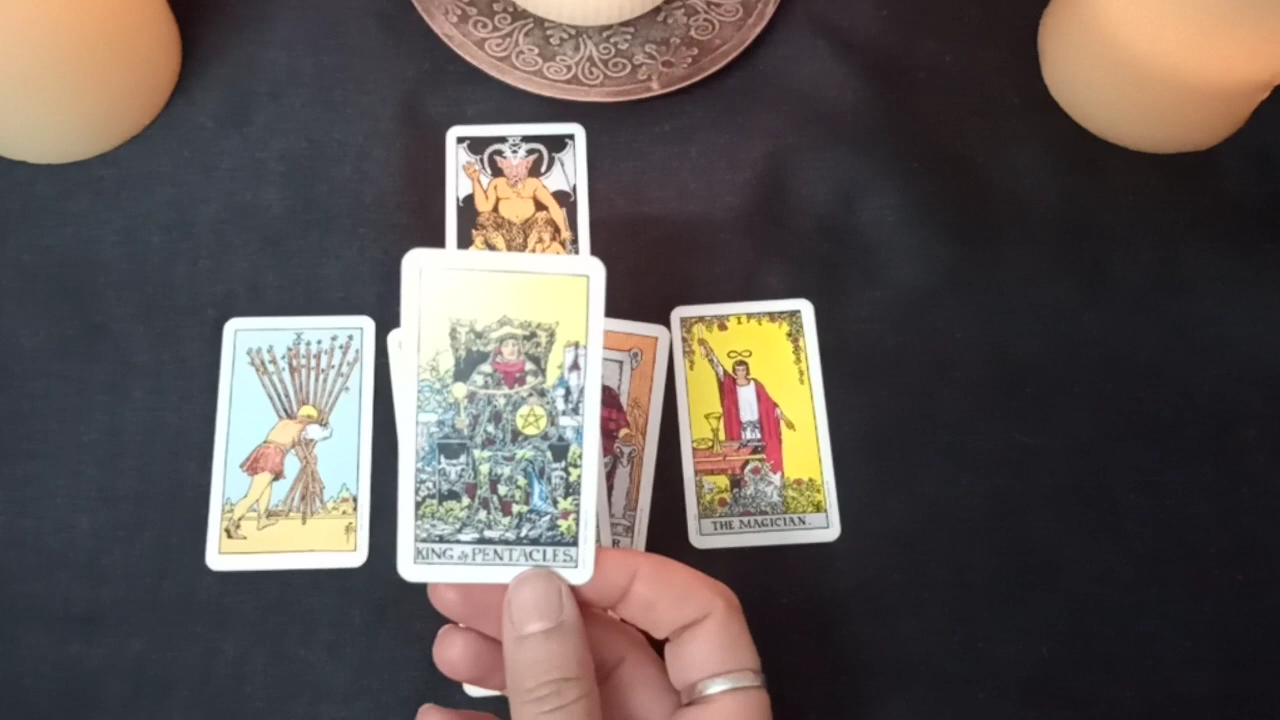 X
KING of PENTACLES.
R
I
THE MAGICIAN.